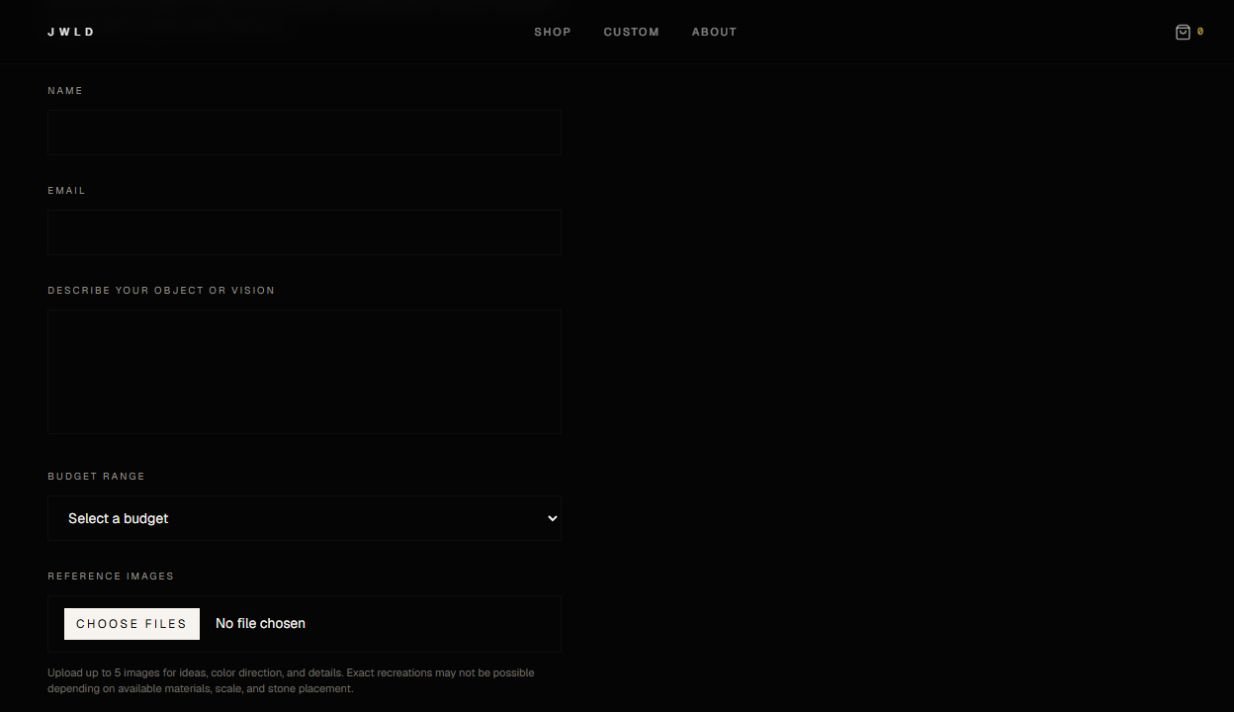 JWLD
SHOP CUSTOM ABOUT
0
NAME
EMAIL
DESCRIBE YOUR OBJECT OR VISION
BUDGET RANGE
Select a budget
REFERENCE IMAGES
CHOOSE FILES No file chosen
Upload up to 5 images for ideas, color direction, and details. Exact recreations may not be possible
depending on available materials, scale, and stone placement.